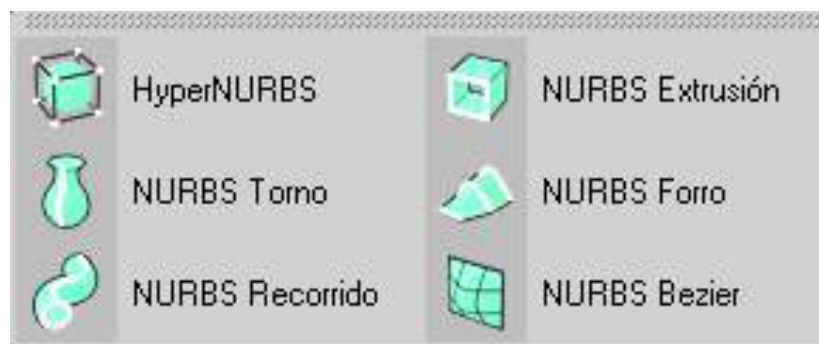 HyperNURBS
NURBS Extrusión
NURBS Torno
NURBS Forro
NURBS Recorrido
NURBS Bezier